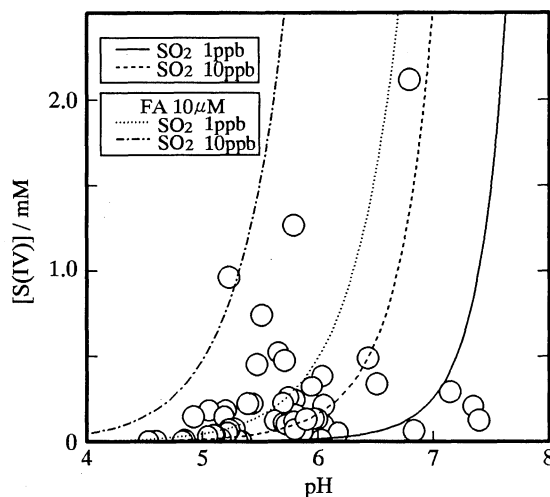 SO2 1ppb
SO2 10ppb
FA 10μM
SO2 1ppb
SO2 10ppb
[S(IV)] / mM
2.0
1.0
0
4 5 6 7 8
pH